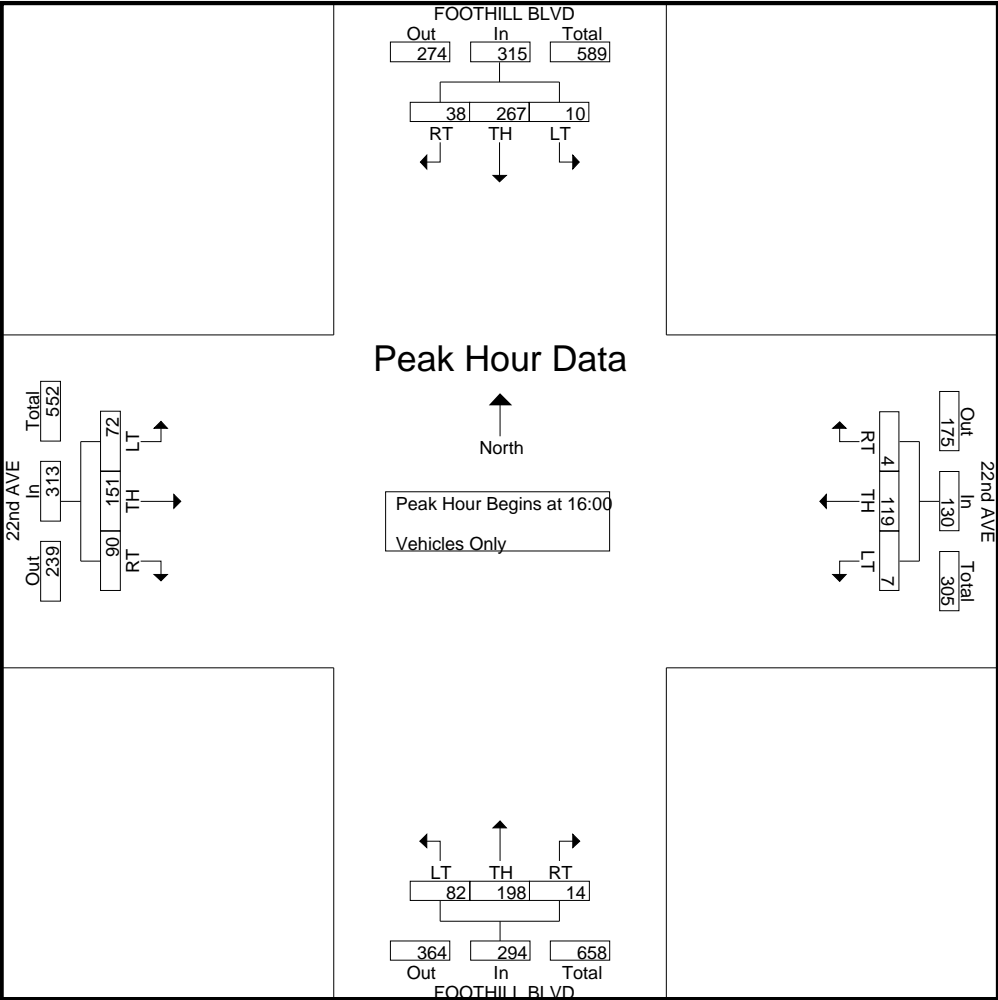 FOOTHILL BLVD
Out In Total
274 315 589
38 267 10
RT TH LT
Peak Hour Data
North
Peak Hour Begins at 16:00
Vehicles Only
22nd AVE
Total In Out
552 313 239
72 151 90
LT TH RT
22nd AVE
Out In Total
175 130 305
4 119 7
RT TH LT
LT TH RT
82 198 14
364 294 658
Out In Total
FOOTHILL BLVD